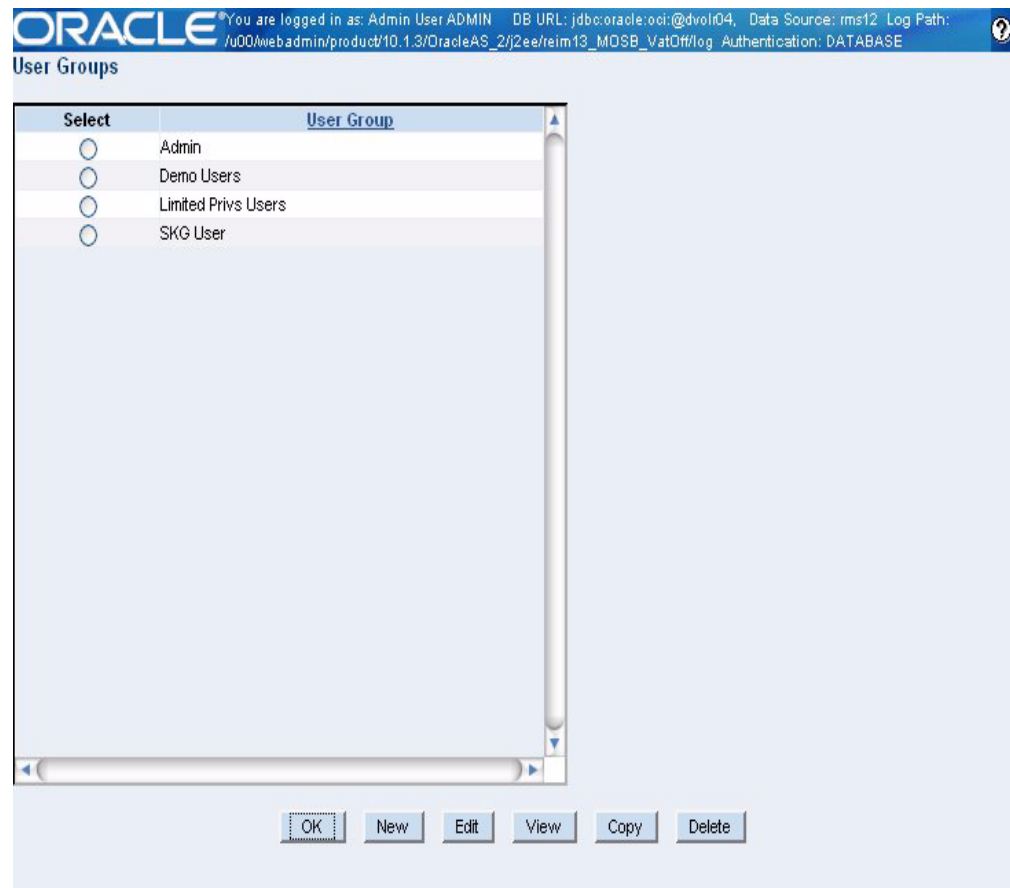 ORACLE® You are logged in as: Admin User ADMIN DB URL: jdbc:oracle:oci:@dvolr04, Data Source: rms12 Log Path:
/u00/webadmin/product/10.1.3/OracleAS_2/j2ee/reim13_MOSB_VatOff/log Authentication: DATABASE
User Groups
Select User Group
Admin
Demo Users
Limited Privs Users
SKG User
OK New Edit View Copy Delete